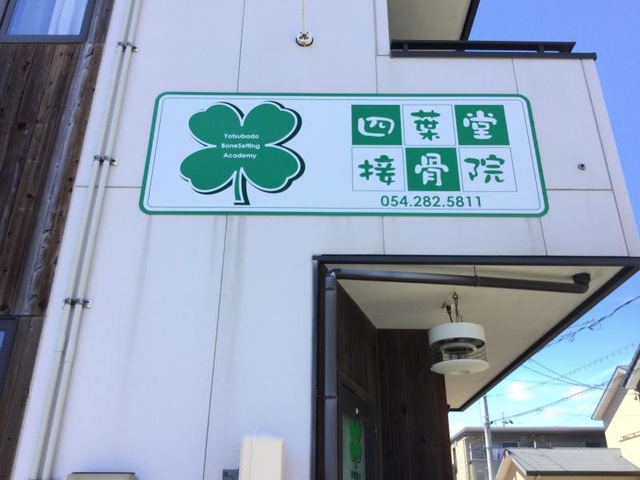 Yotsubado
BoneSetting
Academy
四葉堂
接骨院
054.282.5811